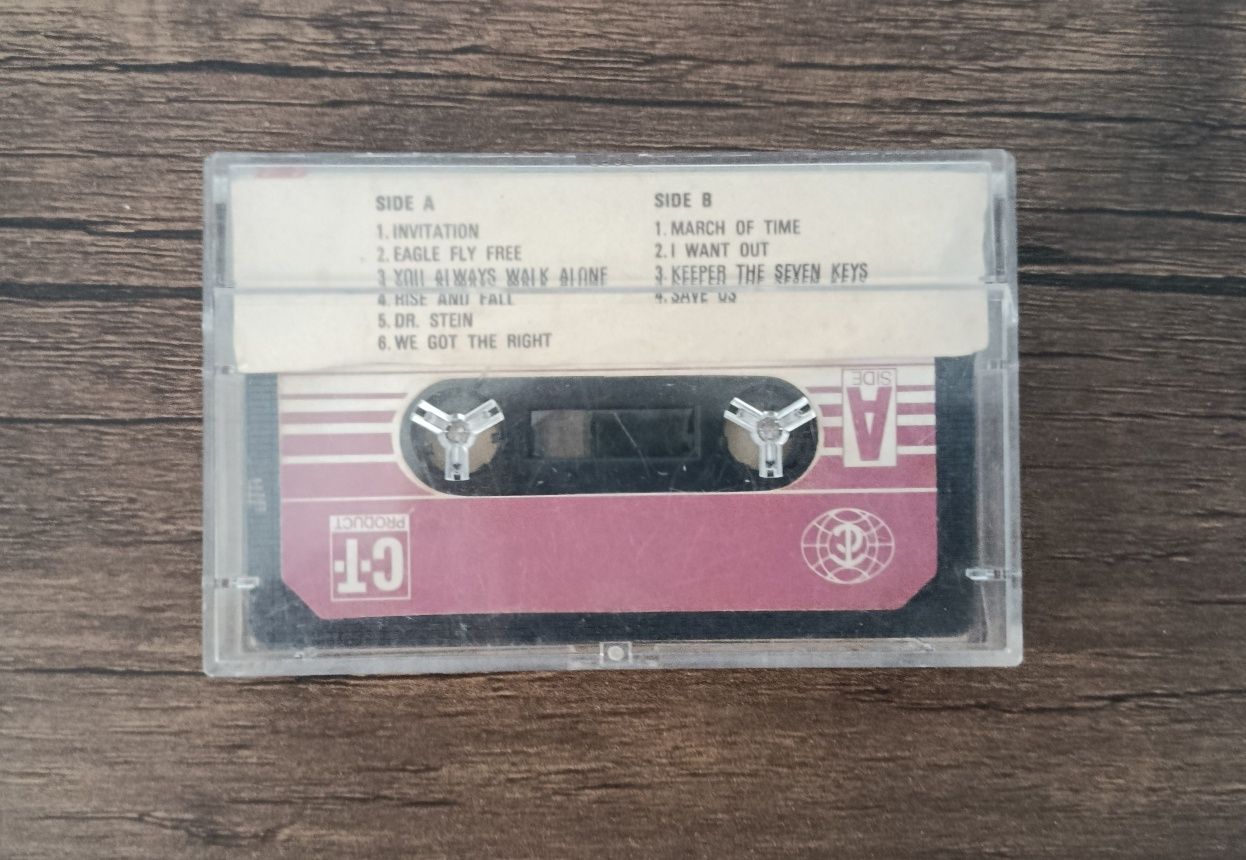 SIDE A
1. INVITATION
2. EAGLE FLY FREE
3. YOU ALWAYS WALK ALONE
4. RISE AND FALL
5. DR. STEIN
6. WE GOT THE RIGHT
SIDE B
1. MARCH OF TIME
2. I WANT OUT
3. KEEPER THE SEVEN KEYS
4. SAVE US
SIDE
A
C·T·
PRODUCT